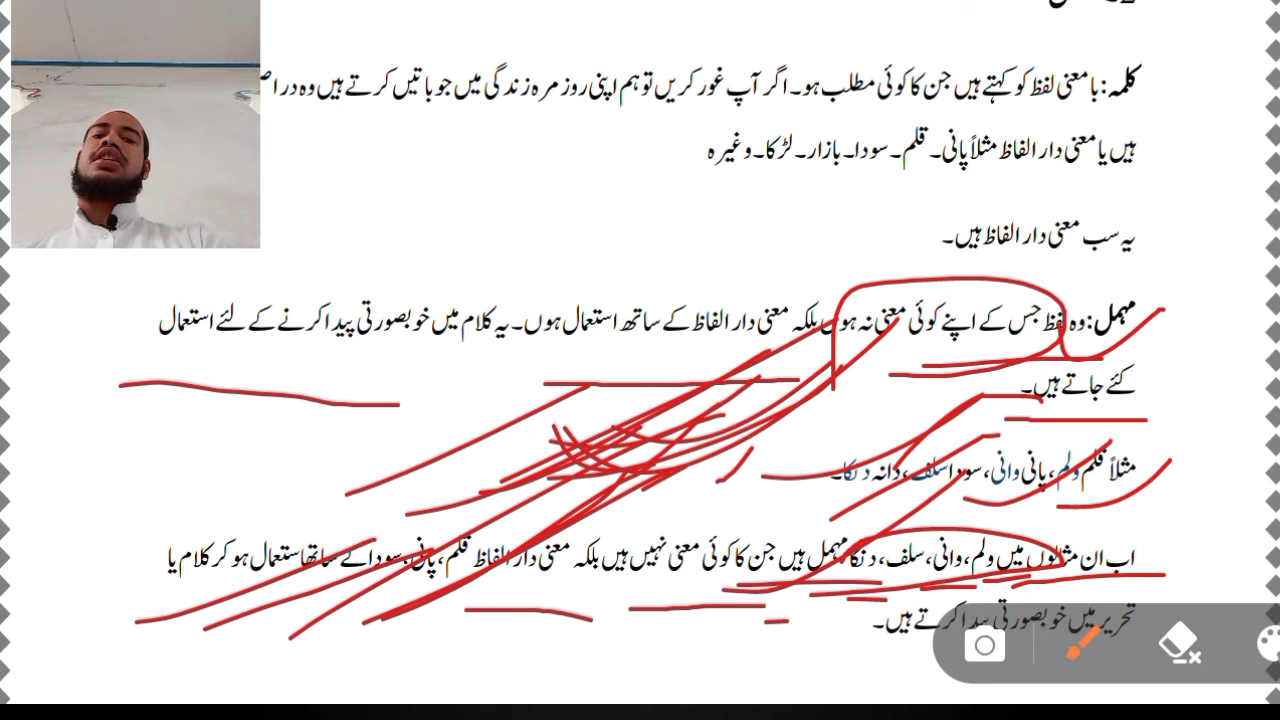 کلمہ: با معنی لفظ کو کہتے ہیں جن کا کوئی مطلب ہو۔ اگر آپ غور کریں تو ہم اپنی روز مرہ زندگی میں جو باتیں کرتے ہیں وہ
ہیں یا معنی دار الفاظ مثلاً پانی۔ قلم۔ سودا۔ بازار۔ لڑکا۔ وغیرہ
یہ سب معنی دار الفاظ ہیں۔
مہمل: وہ لفظ جس کے اپنے کوئی معنی نہ ہوں بلکہ معنی دار الفاظ کے ساتھ استعمال ہوں۔ یہ کلام میں خوبصورتی پیدا کرنے کے لئے استعمال
کئے جاتے ہیں۔
مثلاً قلم ولم، پانی وانی، سودا سلف، دانہ دنکا۔
اب ان مثالوں میں ولم، وانی، سلف، دنکا مہمل ہیں جن کا کوئی معنی نہیں ہیں بلکہ معنی دار الفاظ قلم، پانی، سودا کے ساتھ استعمال ہو کر کلام یا
تحریر میں خوبصورتی پیدا کرتے ہیں۔